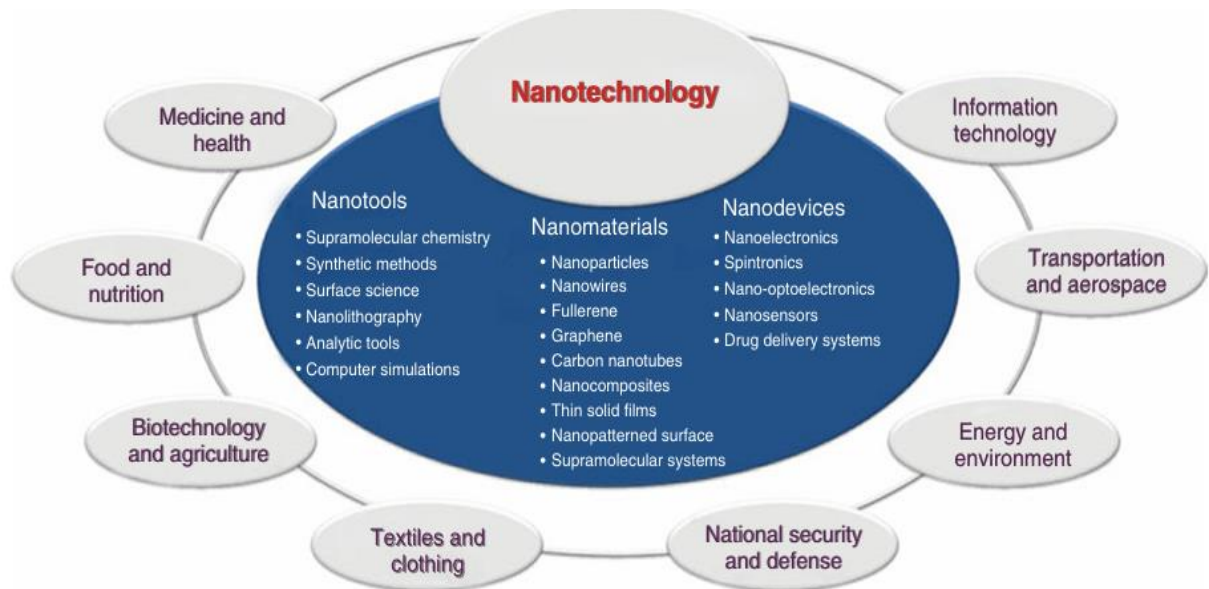 Nanotechnology
Medicine and
health
Information
technology
Food and
nutrition
Transportation
and aerospace
Biotechnology
and agriculture
Energy and
environment
Textiles and
clothing
National security
and defense
Nanotools
• Supramolecular chemistry
• Synthetic methods
• Surface science
• Nanolithography
• Analytic tools
• Computer simulations
Nanomaterials
• Nanoparticles
• Nanowires
• Fullerene
• Graphene
• Carbon nanotubes
• Nanocomposites
• Thin solid films
• Nanopatterned surface
• Supramolecular systems
Nanodevices
• Nanoelectronics
• Spintronics
• Nano-optoelectronics
• Nanosensors
• Drug delivery systems